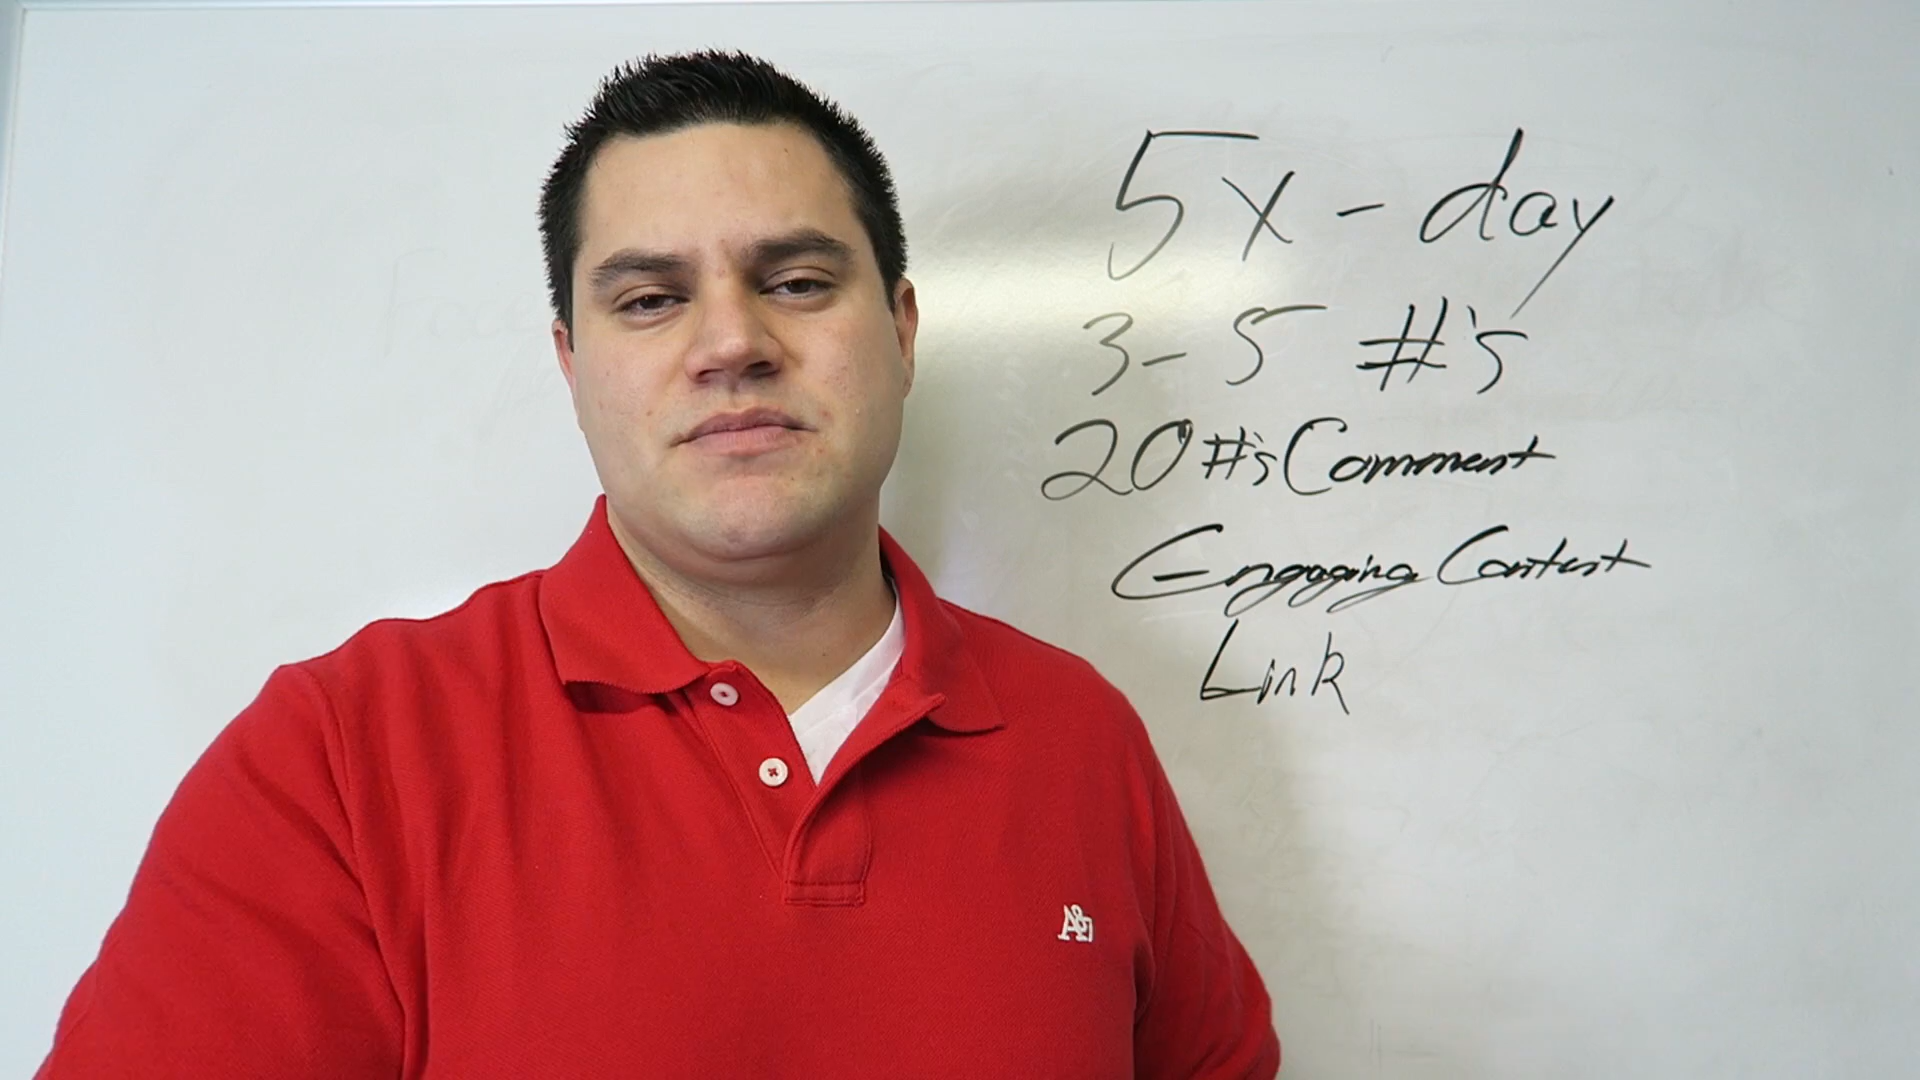 5x - day
3-5 #'s
20 #'s Comment
Engaging Content
Link